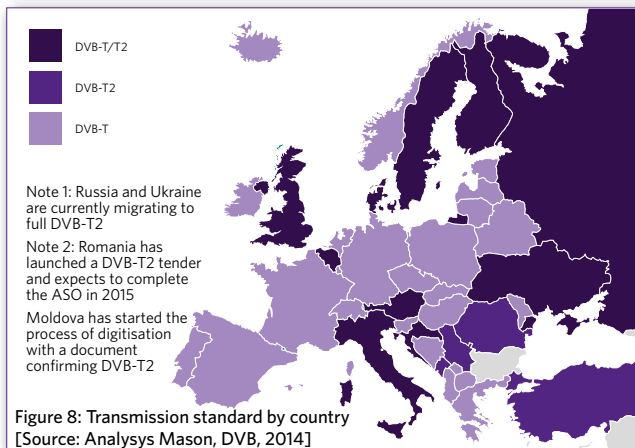 DVB-T/T2
DVB-T2
DVB-T
Note 1: Russia and Ukraine
are currently migrating to
full DVB-T2
Note 2: Romania has
launched a DVB-T2 tender
and expects to complete
the ASO in 2015
Moldova has started the
process of digitisation
with a document
confirming DVB-T2
Figure 8: Transmission standard by country
[Source: Analysys Mason, DVB, 2014]